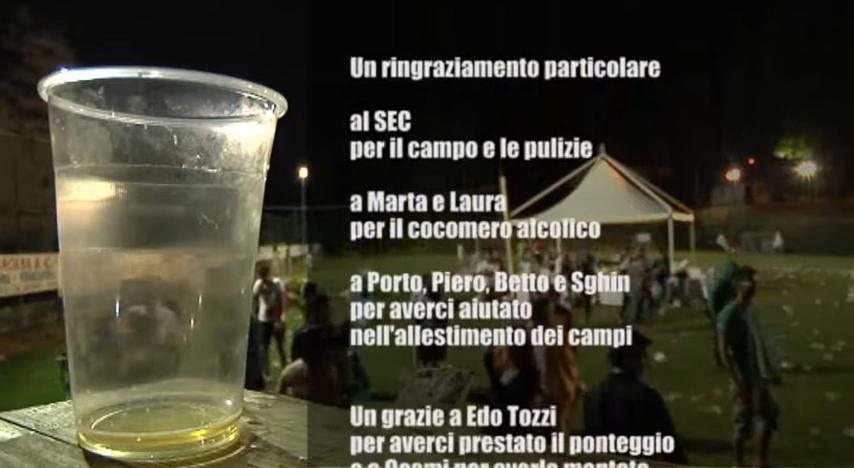 Un ringraziamento particolare
al SEC
per il campo e le pulizie
a Marta e Laura
per il cocomero alcolico
a Porto, Piero, Betto e Sghin
per averci aiutato
nell'allestimento dei campi
Un grazie a Edo Tozzi
per averci prestato il ponteggio